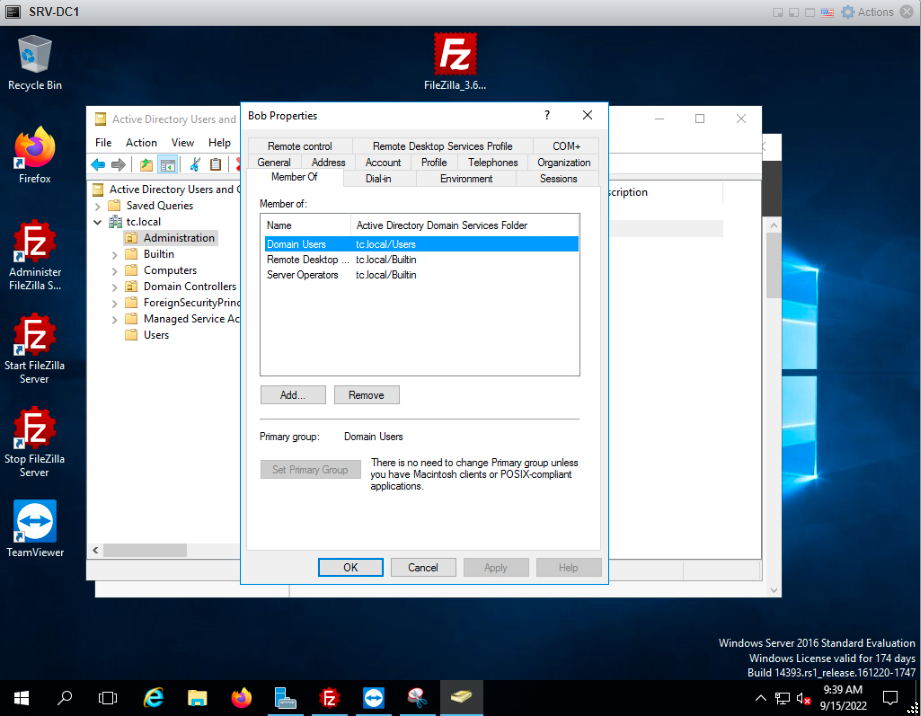 SRV-DC1
Actions
Recycle Bin
FileZilla_3.6...
Firefox
Administer
FileZilla S...
Start FileZilla
Server
Stop FileZilla
Server
TeamViewer
Active Directory Users and
File Action View Help
Active Directory Users and C
Saved Queries
tc.local
Administration
Builtin
Computers
Domain Controllers
ForeignSecurityPrinc
Managed Service Ac
Users
scription
Bob Properties
?
Remote control Remote Desktop Services Profile COM+
General Address Account Profile Telephones Organization
Member Of Dial-in Environment Sessions
Member of:
Name Active Directory Domain Services Folder
Domain Users tc.local/Users
Remote Desktop ... tc.local/Builtin
Server Operators tc.local/Builtin
Add... Remove
Primary group: Domain Users
Set Primary Group
There is no need to change Primary group unless
you have Macintosh clients or POSIX-compliant
applications.
OK Cancel Apply Help
Windows Server 2016 Standard Evaluation
Windows License valid for 174 days
Build 14393.rs1_release.161220-1747
9:39 AM
9/15/2022